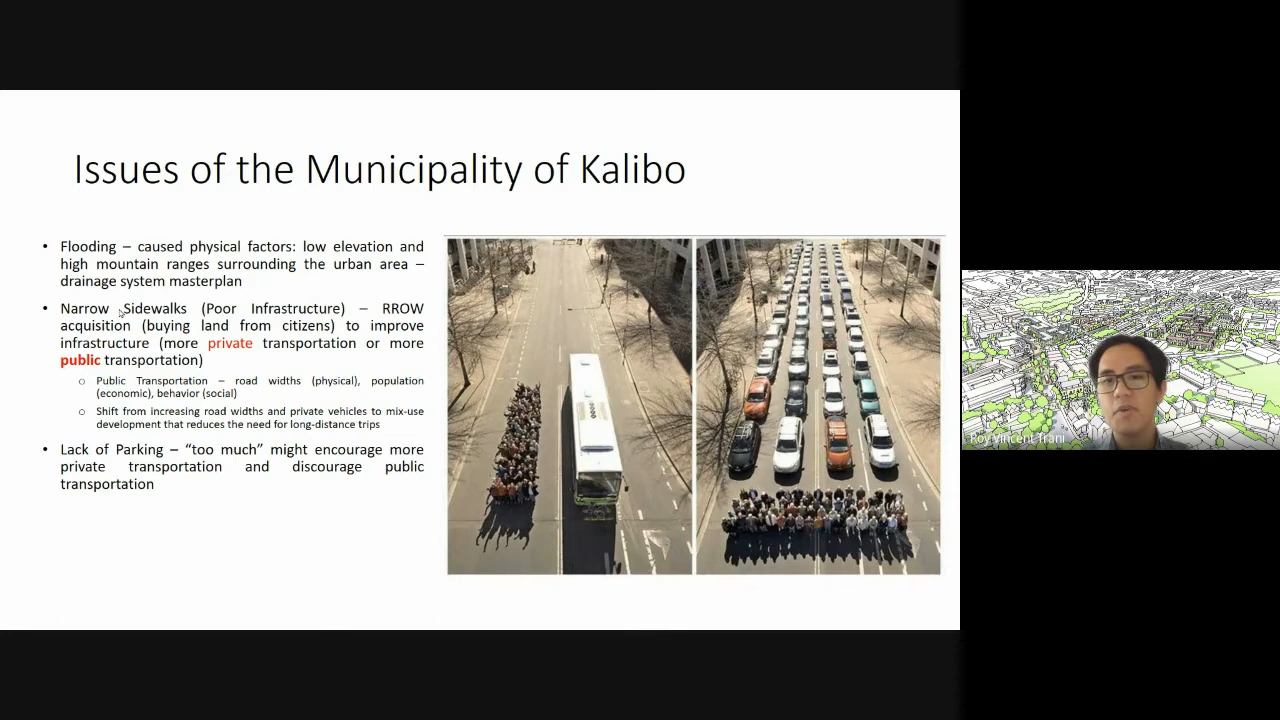 Issues of the Municipality of Kalibo
• Flooding – caused physical factors: low elevation and
high mountain ranges surrounding the urban area –
drainage system masterplan
• Narrow Sidewalks (Poor Infrastructure) – RROW
acquisition (buying land from citizens) to improve
infrastructure (more private transportation or more
public transportation)
○ Public Transportation – road widths (physical), population
(economic), behavior (social)
○ Shift from increasing road widths and private vehicles to mix-use
development that reduces the need for long-distance trips
• Lack of Parking – “too much” might encourage more
private transportation and discourage public
transportation
Roy Vincent Trani